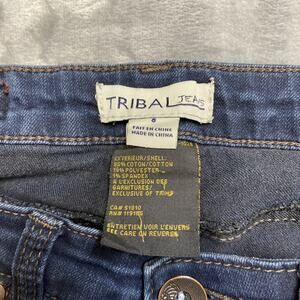 TRIBAL JEANS
6
FAIT EN CHINE
MADE IN CHINA
EXTERIEUR/SHELL:
80% COTON/COTTON
19% POLYESTER
1% SPANDEX
A L'EXCLUSION DES
GARNITURES/
EXCLUSIVE OF TRIMS
CA# 51010
RN# 119185
ENTRETIEN VOIR L'ENVERS
SEE CARE ON REVERSE